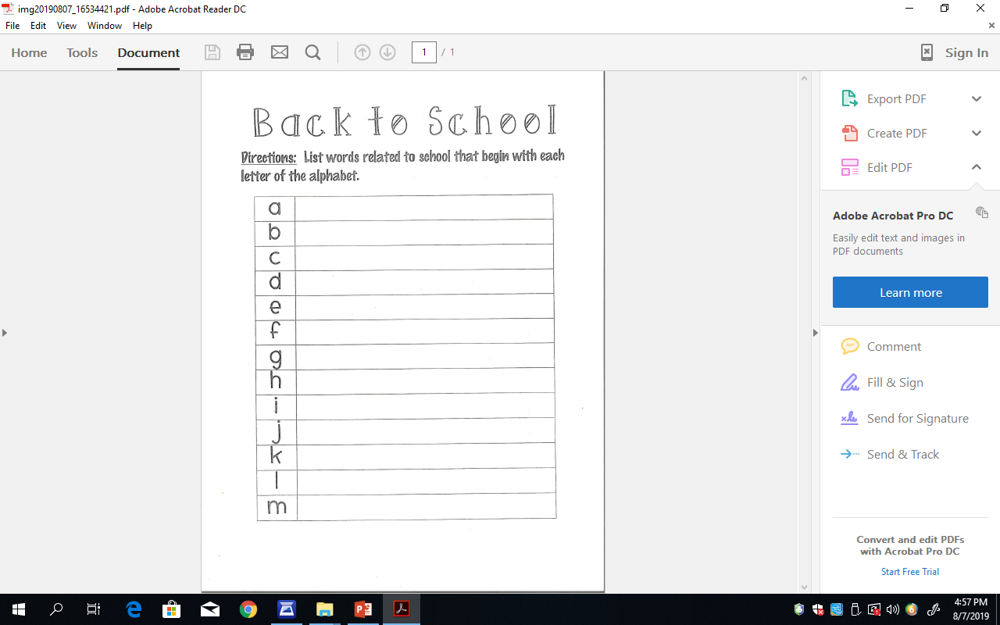 img20190807_16534421.pdf - Adobe Acrobat Reader DC
File Edit View Window Help
Home Tools Document 1 / 1 Sign In
Back to School
Directions: List words related to school that begin with each
letter of the alphabet.
a
b
c
d
e
f
g
h
i
j
k
l
m
Export PDF
Create PDF
Edit PDF
Adobe Acrobat Pro DC
Easily edit text and images in
PDF documents
Learn more
Comment
Fill & Sign
Send for Signature
Send & Track
Convert and edit PDFs
with Acrobat Pro DC
Start Free Trial
4:57 PM
8/7/2019